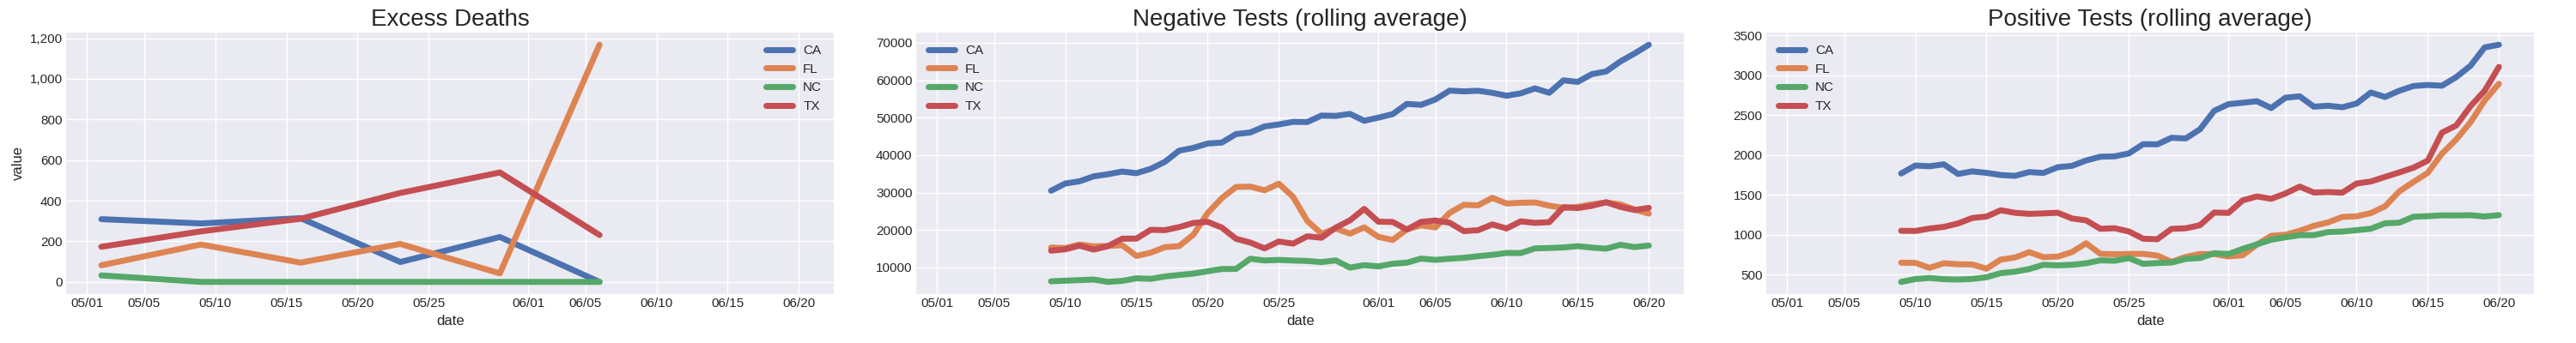 Excess Deaths
1,200
1,000
800
600
400
200
0
value
CA
FL
NC
TX
05/01 05/05 05/10 05/15 05/20 05/25 06/01 06/05 06/10 06/15 06/20
date
Negative Tests (rolling average)
70000
60000
50000
40000
30000
20000
10000
CA
FL
NC
TX
05/01 05/05 05/10 05/15 05/20 05/25 06/01 06/05 06/10 06/15 06/20
date
Positive Tests (rolling average)
3500
3000
2500
2000
1500
1000
500
CA
FL
NC
TX
05/01 05/05 05/10 05/15 05/20 05/25 06/01 06/05 06/10 06/15 06/20
date